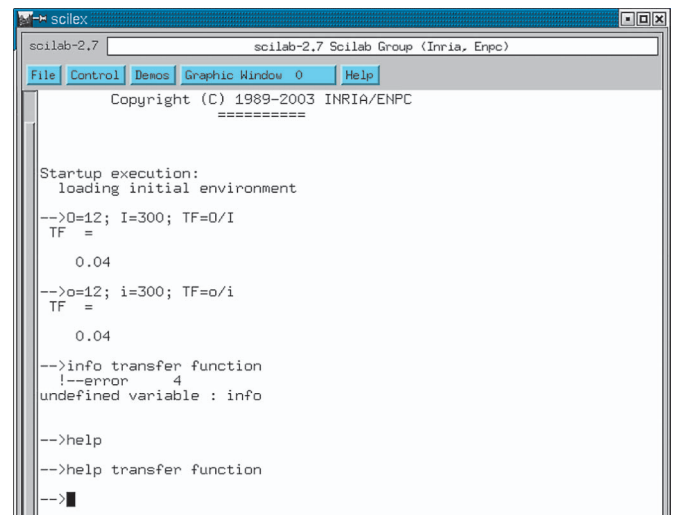 scilex
scilab-2.7 scilab-2.7 Scilab Group (Inria, Enpc)
File Control Demos Graphic Window 0 Help
Copyright (C) 1989-2003 INRIA/ENPC
==========
Startup execution:
loading initial environment
-->O=12; I=300; TF=O/I
TF =
0.04
-->o=12; i=300; TF=o/i
TF =
0.04
-->info transfer function
!--error 4
undefined variable : info
-->help
-->help transfer function
-->